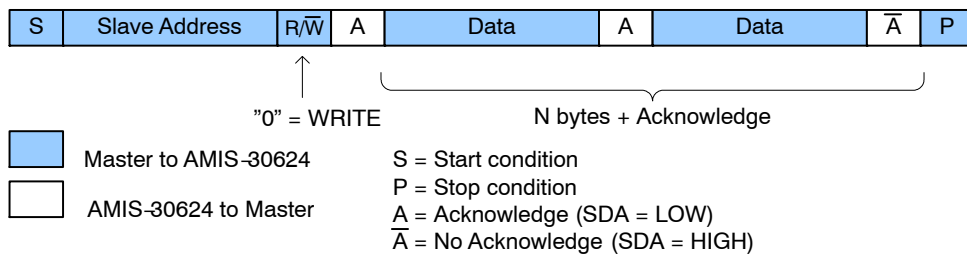 S Slave Address R/W̅ A Data A Data A̅ P
"0" = WRITE
N bytes + Acknowledge
Master to AMIS-30624
AMIS-30624 to Master
S = Start condition
P = Stop condition
A = Acknowledge (SDA = LOW)
A̅ = No Acknowledge (SDA = HIGH)